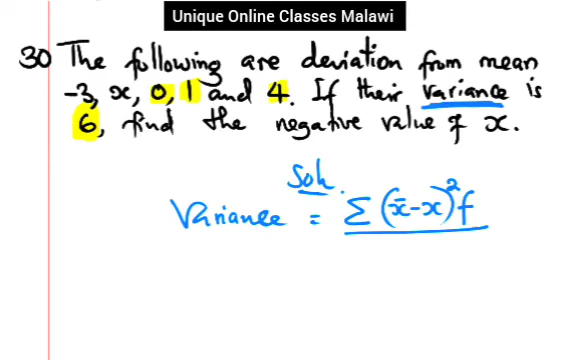 Unique Online Classes Malawi
30 The following are deviation from mean
-3, x, 0, 1 and 4. If their variance is
6, find the negative value of x.
Soln.
Variance = Σ(x̄-x)²f